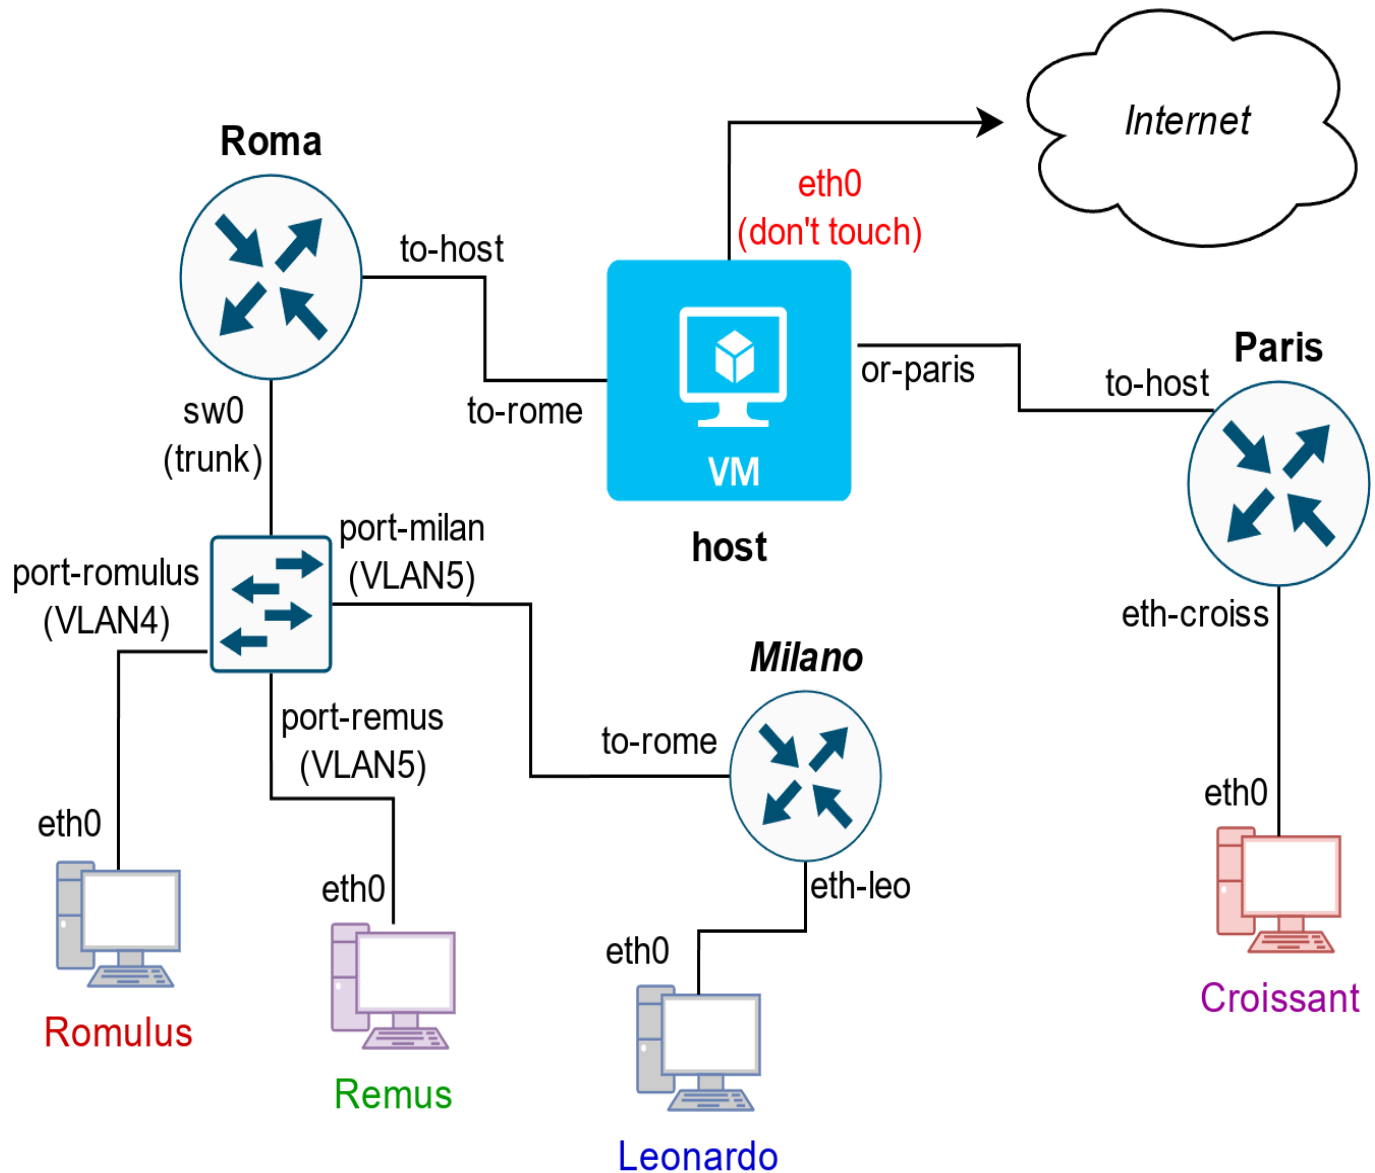 Internet
Roma
eth0
(don't touch)
to-host
or-paris
Paris
to-host
to-rome
sw0
(trunk)
VM
host
port-milan
(VLAN5)
port-romulus
(VLAN4)
eth-croiss
Milano
port-remus
(VLAN5)
to-rome
eth0
eth0
eth0
eth-leo
eth0
Croissant
Romulus
Remus
Leonardo